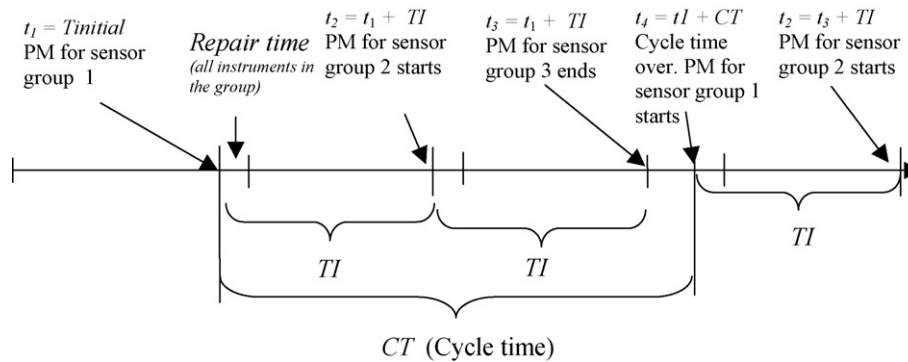 t₁ = Tinitial
PM for sensor
group 1
Repair time
(all instruments in
the group)
t₂ = t₁ + TI
PM for sensor
group 2 starts
t₃ = t₁ + TI
PM for sensor
group 3 ends
t₄ = t1 + CT
Cycle time
over. PM for
sensor group 1
starts
t₂ = t₃ + TI
PM for sensor
group 2 starts
TI
TI
TI
CT (Cycle time)